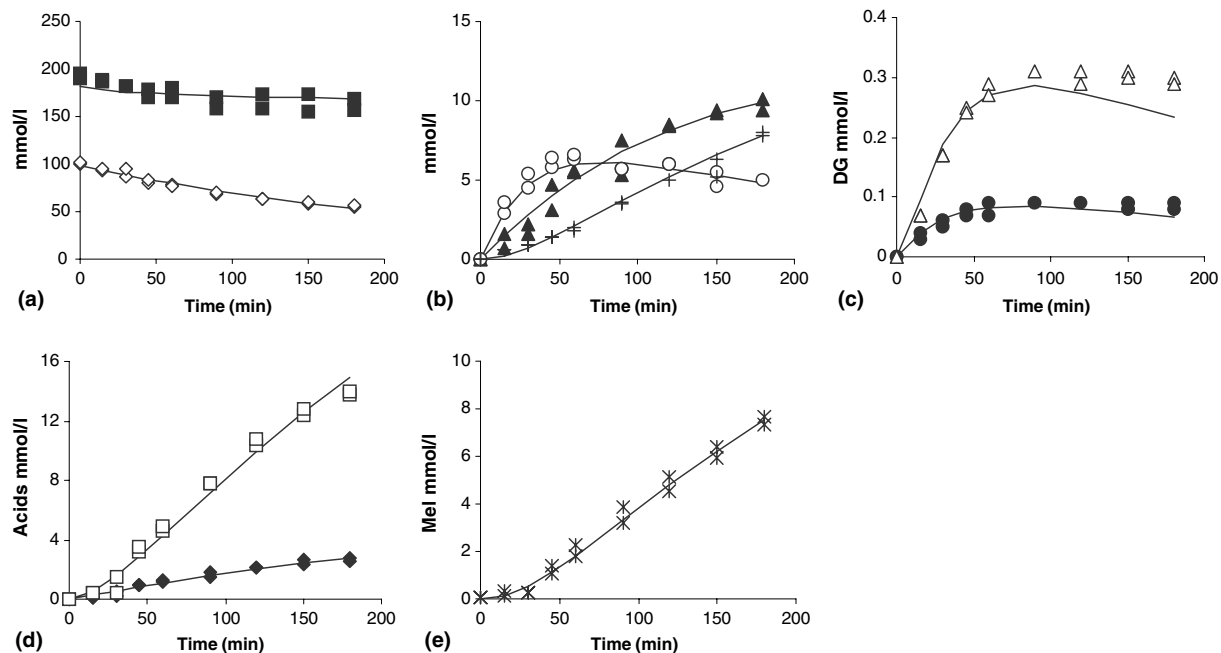 250
200
150
100
50
0
mmol/l
0 50 100 150 200
Time (min)
(a)
15
10
5
0
mmol/l
0 50 100 150 200
Time (min)
(b)
0.4
0.3
0.2
0.1
0
DG mmol/l
0 50 100 150 200
Time (min)
(c)
16
12
8
4
0
Acids mmol/l
0 50 100 150 200
Time (min)
(d)
10
8
6
4
2
0
Mel mmol/l
0 50 100 150 200
Time (min)
(e)